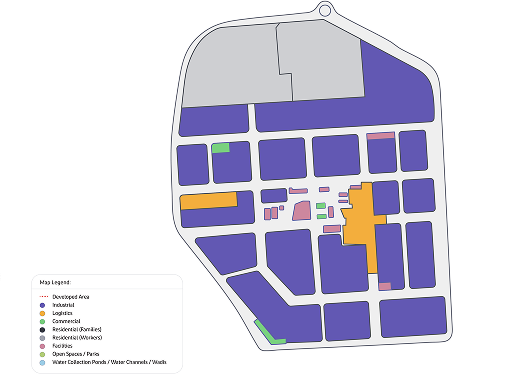 Map Legend:
Developed Area
Industrial
Logistics
Commercial
Residential (Families)
Residential (Workers)
Facilities
Open Spaces / Parks
Water Collection Ponds / Water Channels / Wadis